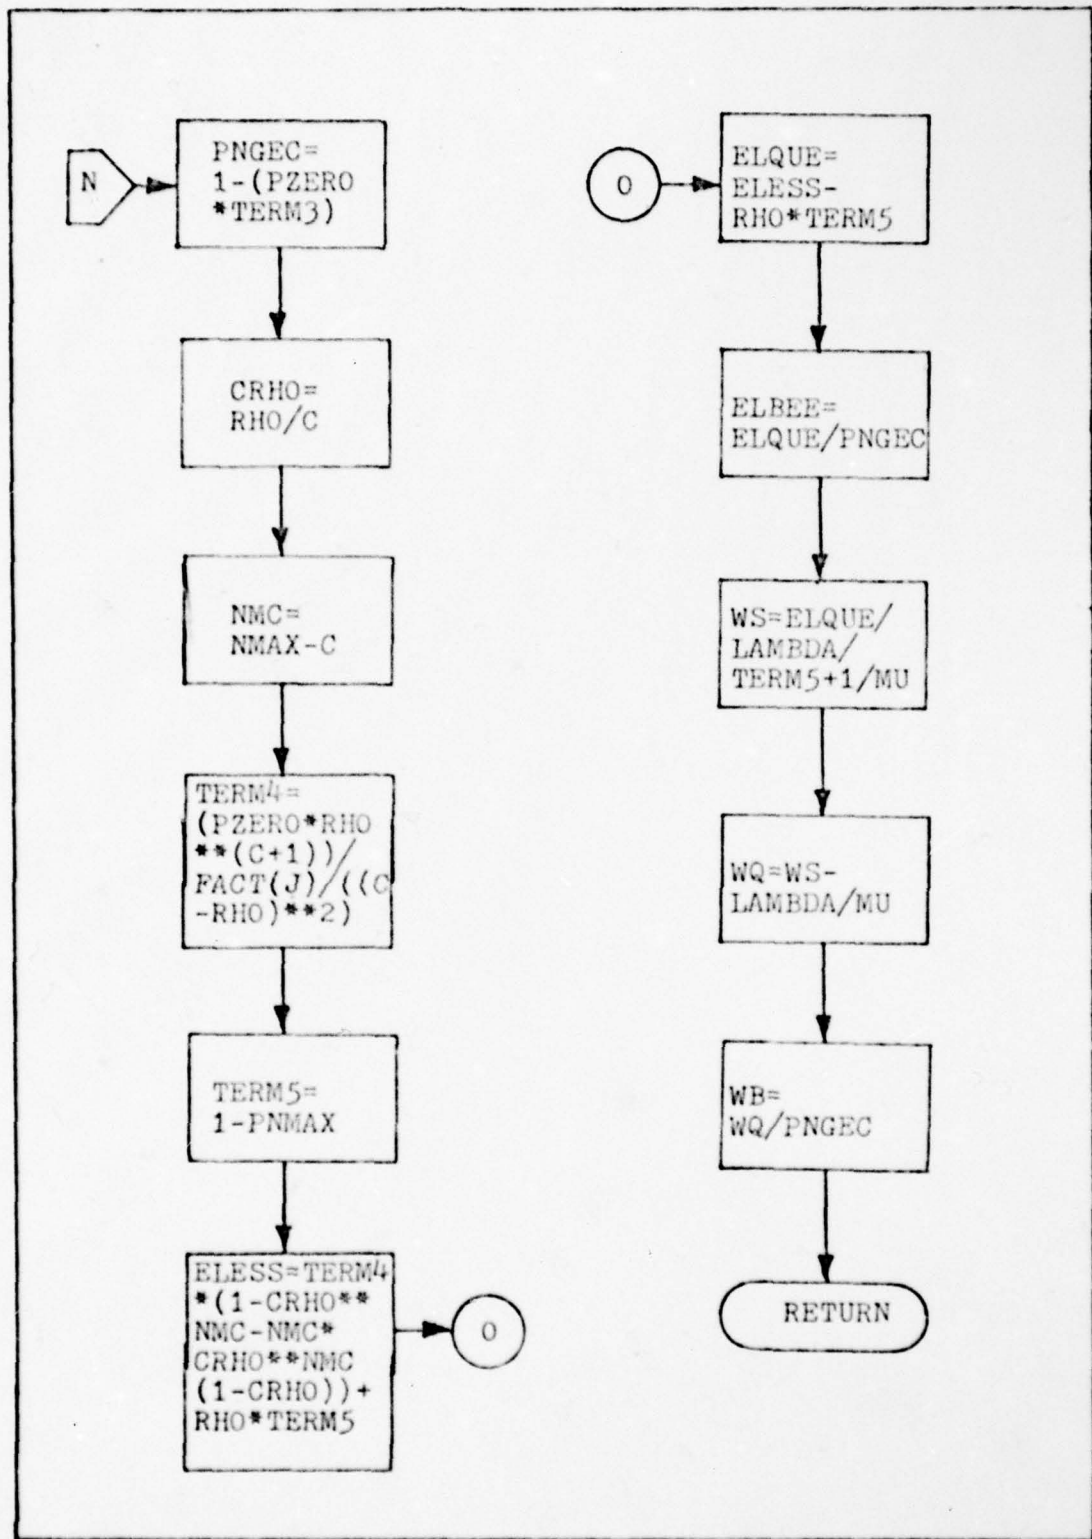 N
PNGEC=
1-(PZERO
*TERM3)
CRHO=
RHO/C
NMC=
NMAX-C
TERM4=
(PZERO*RHO
**(C+1))/
FACT(J)/((C
-RHO)**2)
TERM5=
1-PNMAX
ELESS=TERM4
*(1-CRHO**
NMC-NMC*
CRHO**NMC
(1-CRHO))+
RHO*TERM5
O
O
ELQUE=
ELESS-
RHO*TERM5
ELBEE=
ELQUE/PNGEC
WS=ELQUE/
LAMBDA/
TERM5+1/MU
WQ=WS-
LAMBDA/MU
WB=
WQ/PNGEC
RETURN